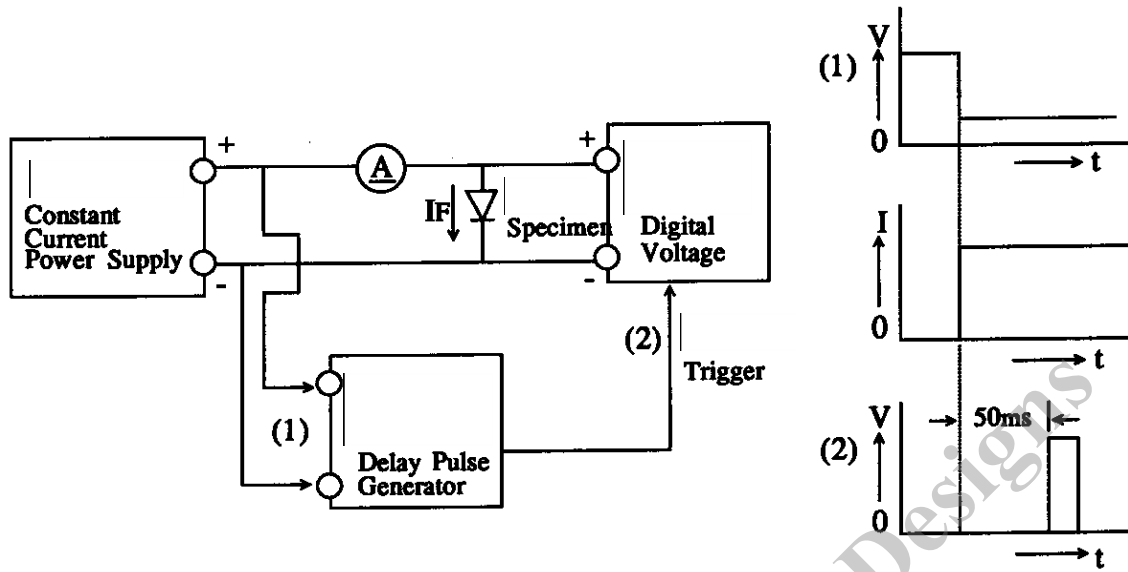 +
A
+
IF
Constant
Current
Power Supply
Specimen
Digital
Voltage
-
-
(2)
Trigger
(1)
Delay Pulse
Generator
V
(1)
0
t
I
0
t
V
50ms
(2)
0
t
Designs